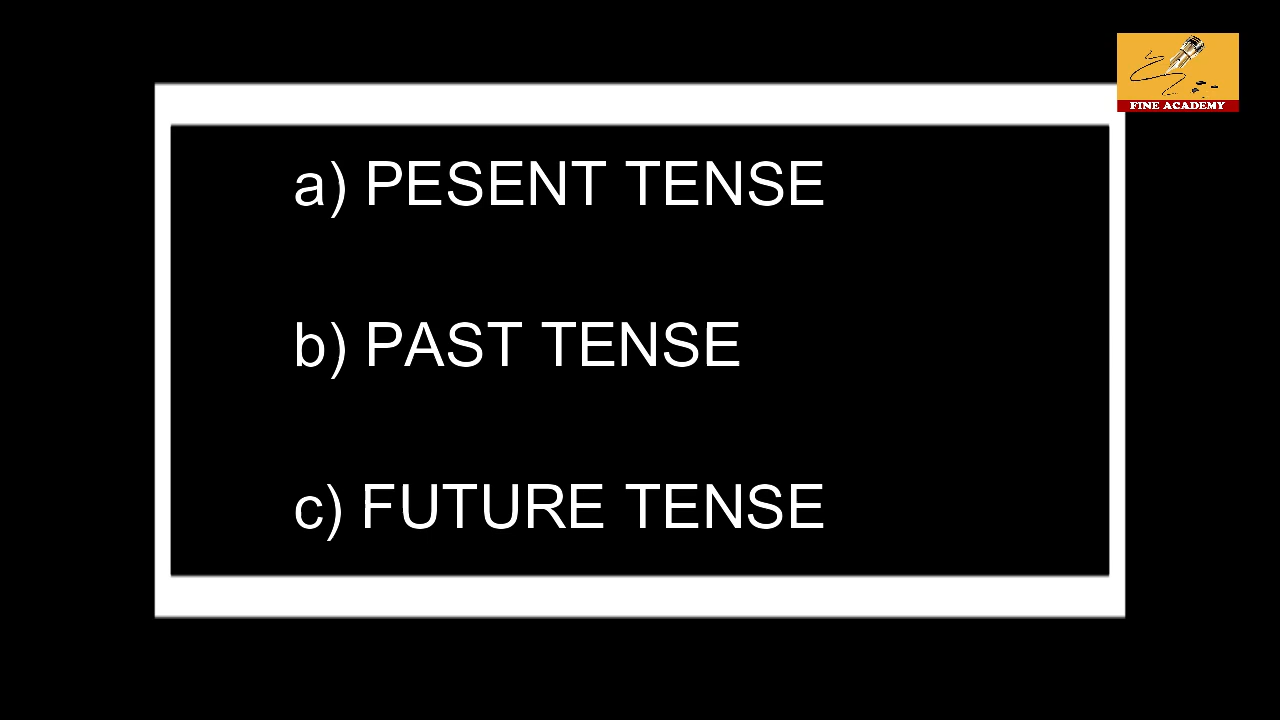 FINE ACADEMY
a) PESENT TENSE
b) PAST TENSE
c) FUTURE TENSE